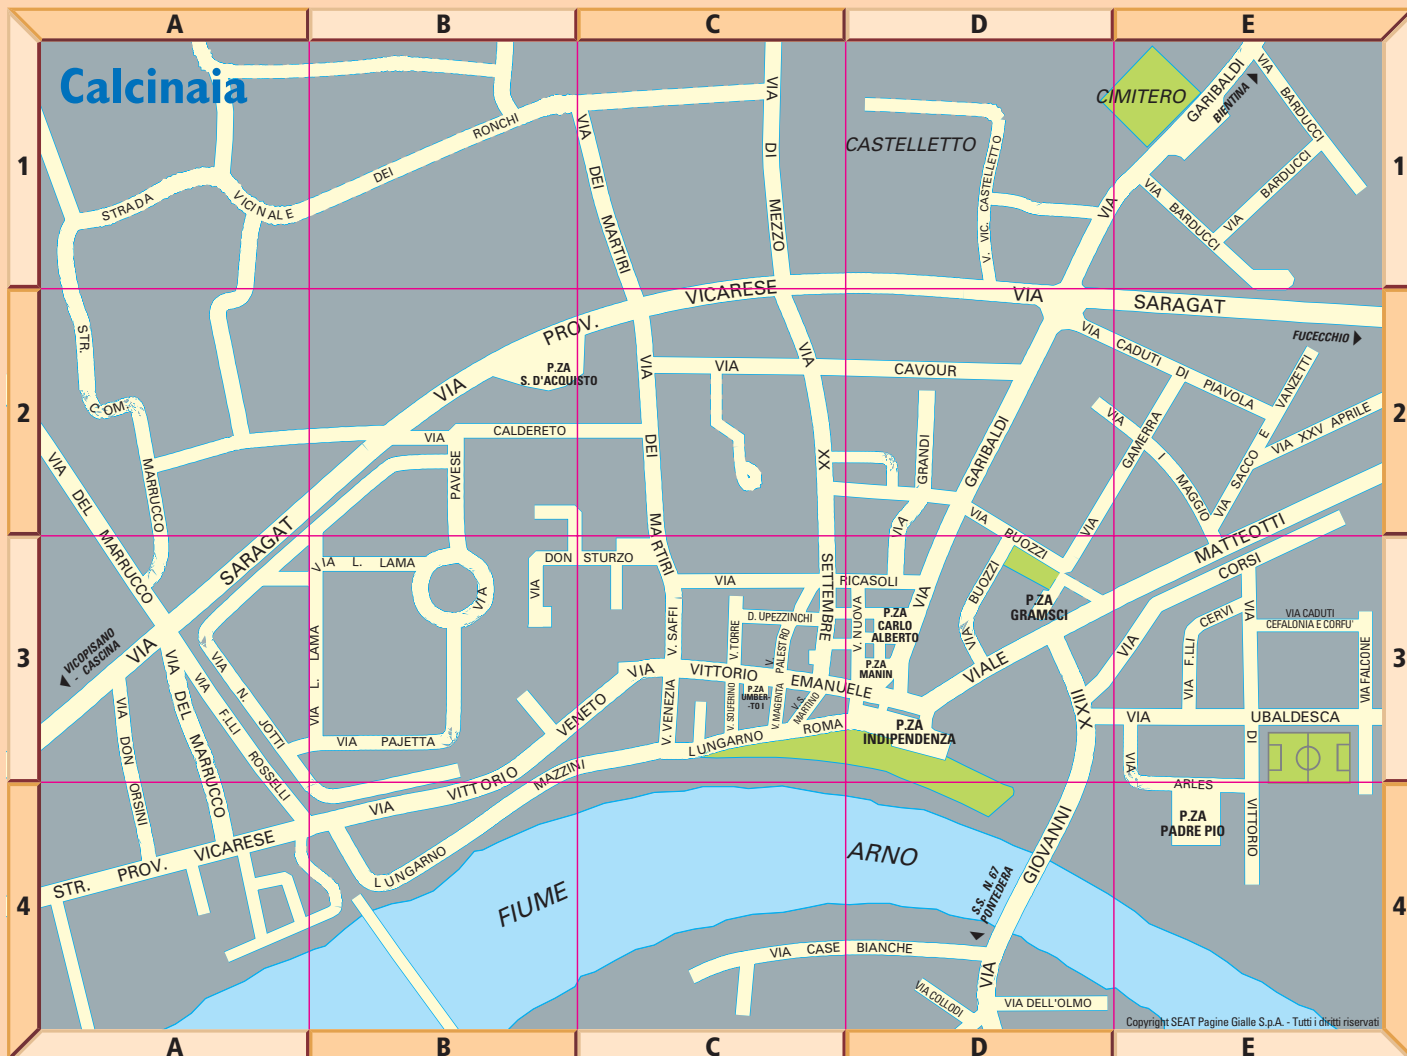 A B C D E
Calcinaia
1 1
2 2
3 3
4 4
STRADA
VICINALE
DEI
RONCHI
VIA DEI MARTIRI
VIA DI MEZZO
CASTELLETTO
V. VIC. CASTELLETTO
CIMITERO
VIA GARIBALDI
BIENTINA
VIA BARDUCCI
VIA BARDUCCI
VIA BARDUCCI
VIA PROV. VICARESE
VIA SARAGAT
FUCECCHIO
STR.
COM.
MARRUCCO
P.ZA
S. D'ACQUISTO
VIA CALDERETO
PAVESE
VIA
VIA DEI MARTIRI
VIA CAVOUR
VIA XX SETTEMBRE
GRANDI
VIA
GARIBALDI
VIA
VIA CADUTI DI PIAVOLA
VIA GAMERRA
VIA I MAGGIO
VIA SACCO E VANZETTI
VIA XXV APRILE
VIA BUOZZI
VIA BUOZZI
VIA DEL MARRUCCO
VIA SARAGAT
VICOPISANO
- CASCINA
VIA L. LAMA
VIA L. LAMA
VIA DON STURZO
VIA RICASOLI
V. SAFFI
V. TORRE
D. UPEZZINCHI
V. PALESTRO
V. NUOVA
P.ZA
CARLO
ALBERTO
P.ZA
MANIN
P.ZA
GRAMSCI
VIALE MATTEOTTI
VIA CORSI
VIA F.LLI CERVI
VIA CADUTI
CEFALONIA E CORFU'
VIA FALCONE
VIA DEL MARRUCCO
VIA DON ORSINI
VIA F.LLI ROSSELLI
VIA N. JOTTI
VIA PAJETTA
VIA VITTORIO VENETO
VIA VITTORIO EMANUELE
V. VENEZIA
V. SOLFERINO
P.ZA
UMBER
-TO I
V. MAGENTA
V. S. MARTINO
LUNGARNO ROMA
P.ZA
INDIPENDENZA
LUNGARNO MAZZINI
VIA UBALDESCA
VIA ARLES
VIA DI VITTORIO
P.ZA
PADRE PIO
STR. PROV. VICARESE
FIUME ARNO
VIA GIOVANNI XXIII
S.S. N. 67
PONTEDERA
VIA CASE BIANCHE
VIA COLLODI
VIA DELL'OLMO
Copyright SEAT Pagine Gialle S.p.A. - Tutti i diritti riservati
A B C D E